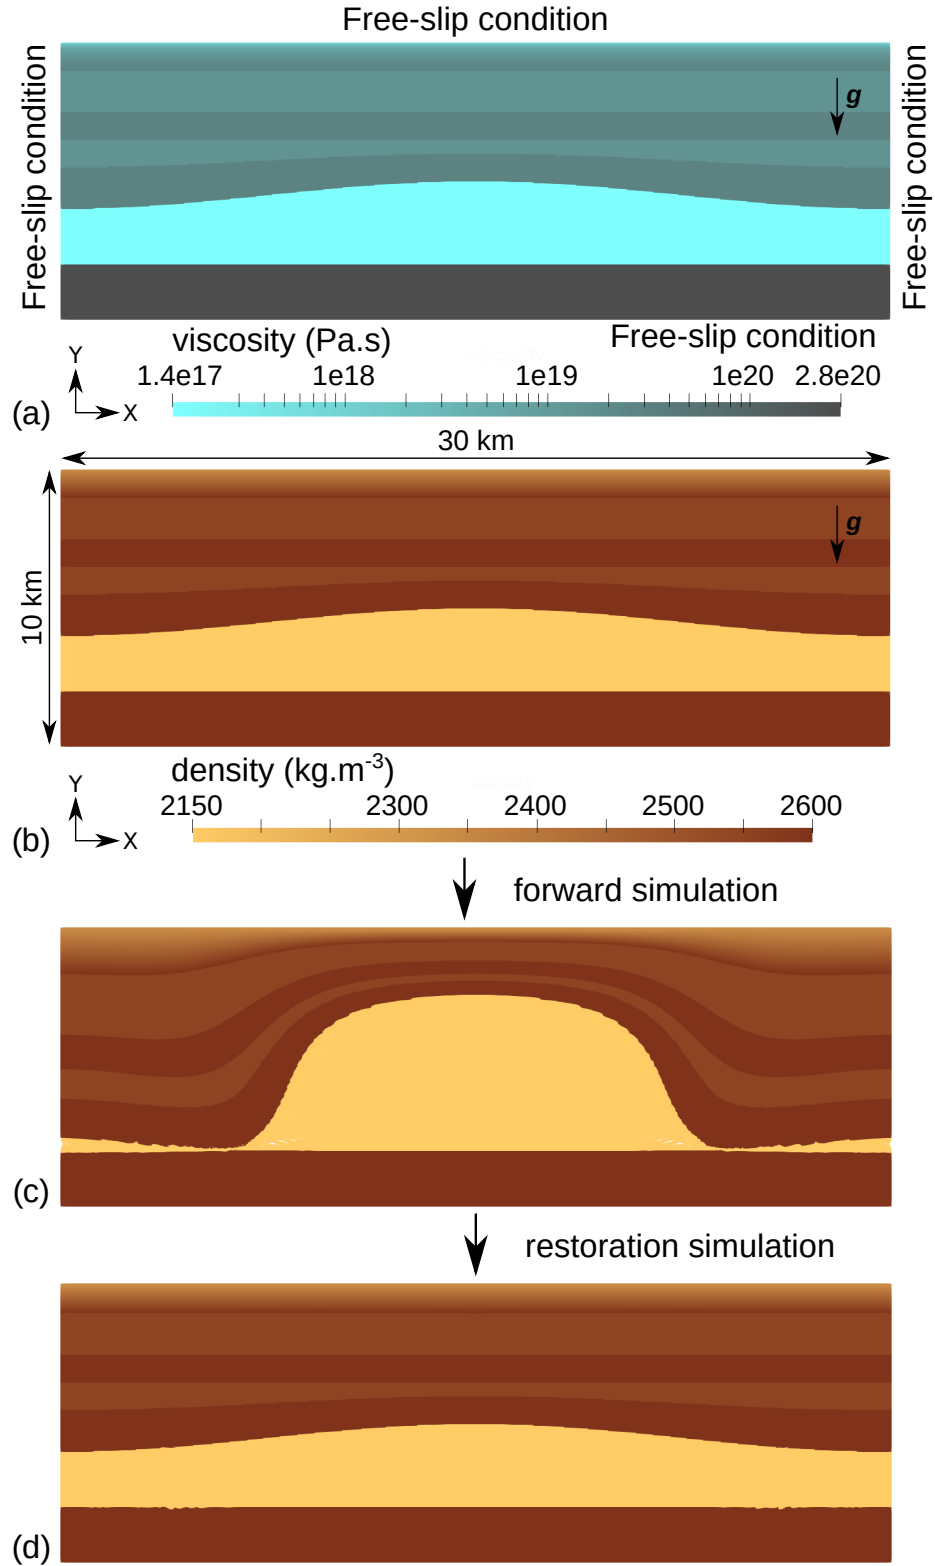 Free-slip condition
Free-slip condition
Free-slip condition
g
viscosity (Pa.s)
Free-slip condition
Y
X
1.4e17 1e18 1e19 1e20 2.8e20
(a)
30 km
10 km
g
density (kg.m-3)
Y
X
2150 2300 2400 2500 2600
(b)
forward simulation
(c)
restoration simulation
(d)